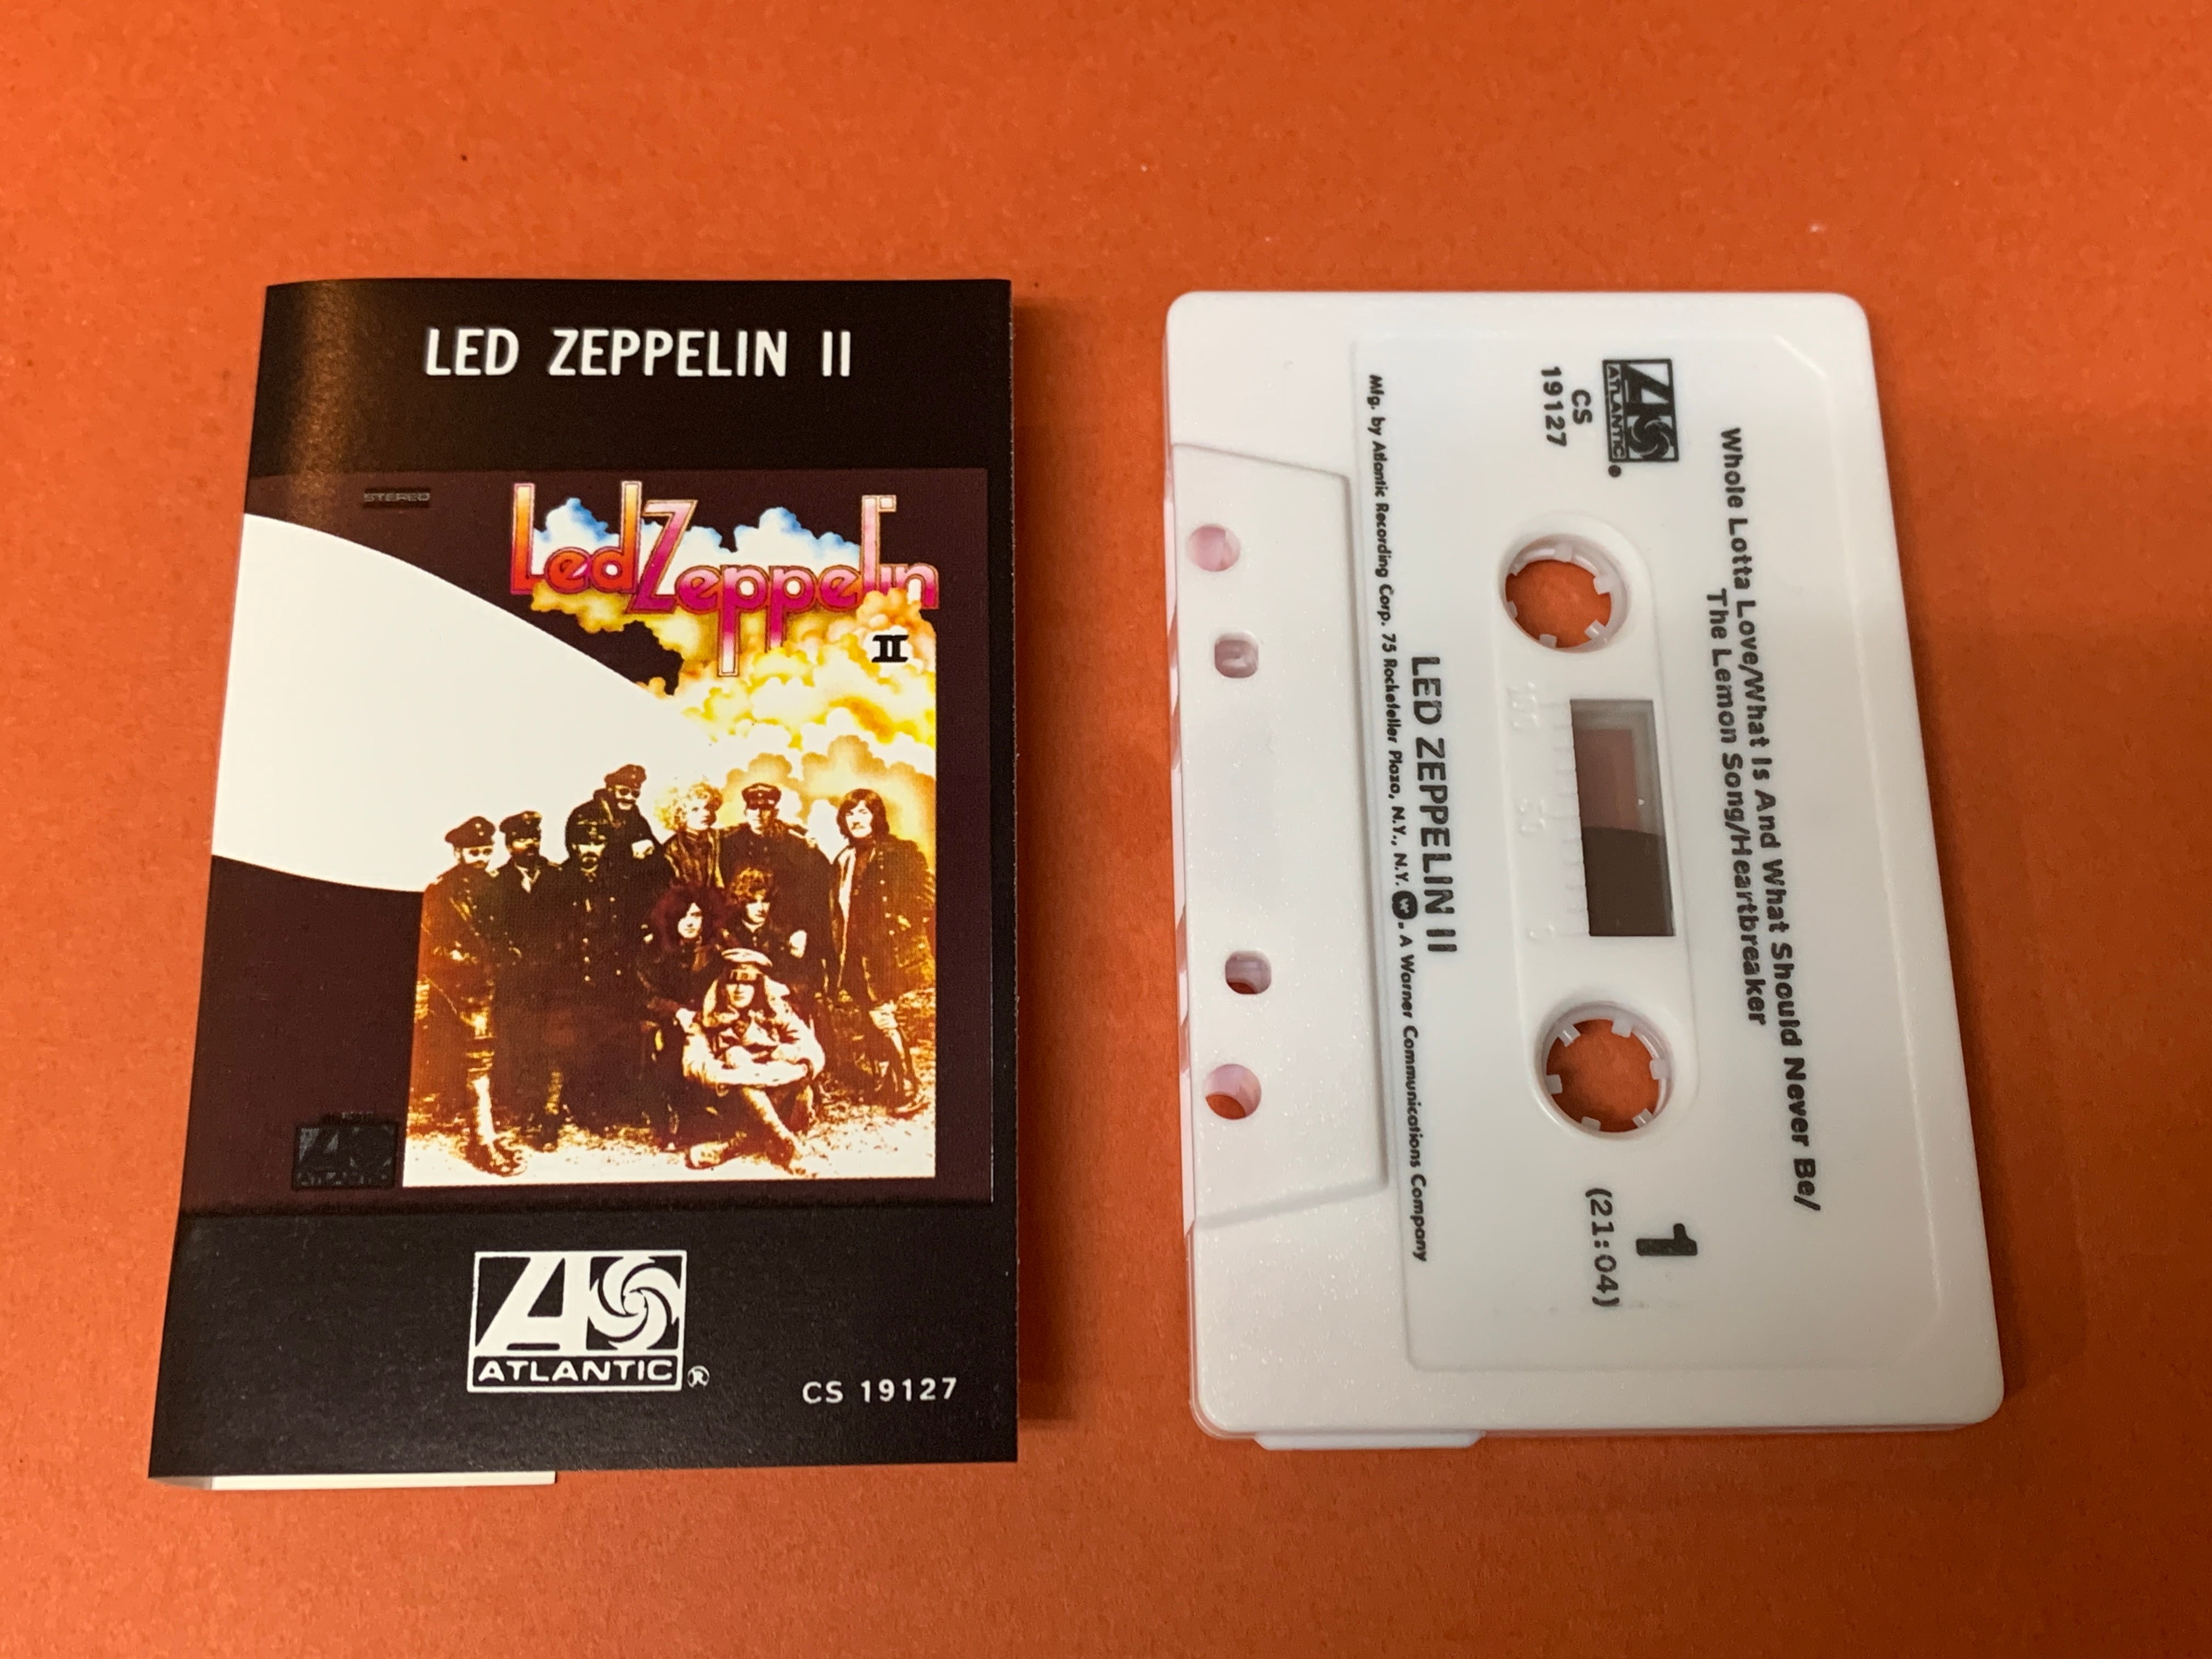 LED ZEPPELIN II
STEREO
Led Zeppelin
II
ATLANTIC®
CS 19127
Whole Lotta Love/What Is And What Should Never Be/
The Lemon Song/Heartbreaker
ATLANTIC®
CS
19127
1
(21:04)
100
50
LED ZEPPELIN II
Mfg. by Atlantic Recording Corp. 75 Rockefeller Plaza, N.Y., N.Y. W. A Warner Communications Company